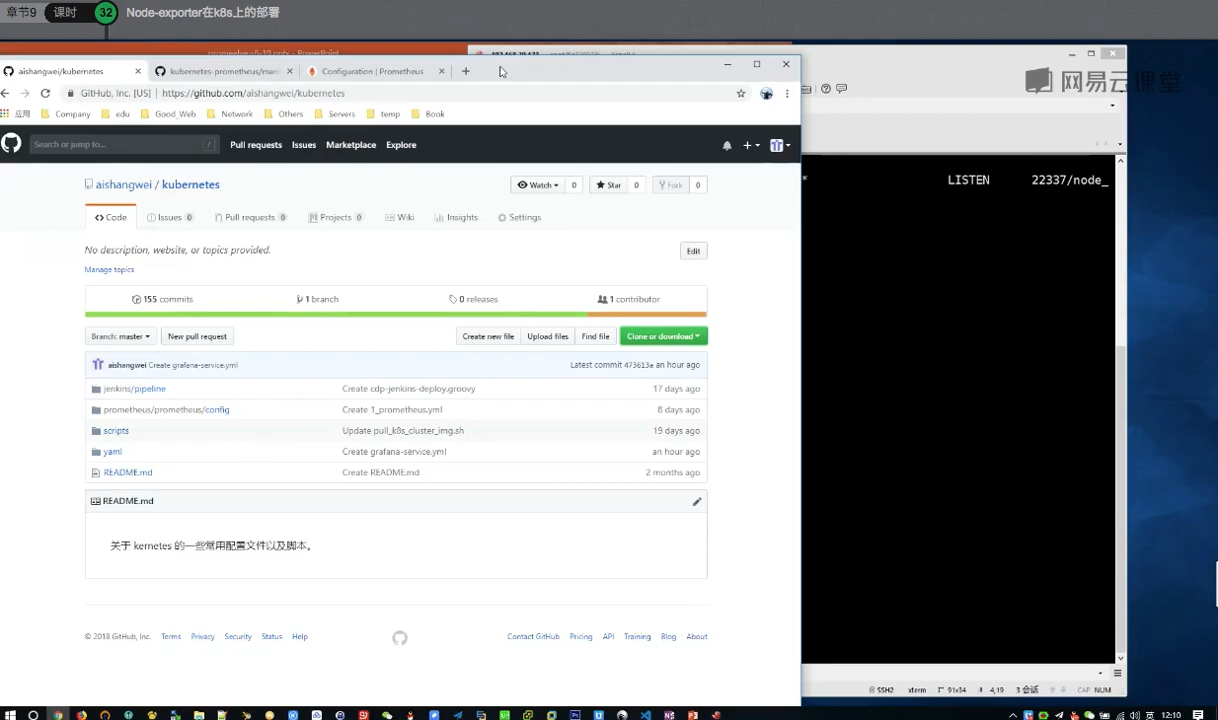 章节9 课时 32 Node-exporter在k8s上的部署
aishangwei/kubernetes
kubernetes-prometheus/man
Configuration | Prometheus
网易云课堂
GitHub, Inc. [US] | https://github.com/aishangwei/kubernetes
应用 Company edu Good_Web Network Others Servers temp Book
Search or jump to... / Pull requests Issues Marketplace Explore
LISTEN 22337/node_
aishangwei / kubernetes Watch 0 Star 0 Fork 0
Code Issues 0 Pull requests 0 Projects 0 Wiki Insights Settings
No description, website, or topics provided. Edit
Manage topics
155 commits 1 branch 0 releases 1 contributor
Branch: master New pull request Create new file Upload files Find file Clone or download
aishangwei Create grafana-service.yml Latest commit 473613a an hour ago
jenkins/pipeline Create cdp-jenkins-deploy.groovy 17 days ago
prometheus/prometheus/config Create 1_prometheus.yml 8 days ago
scripts Update pull_k8s_cluster_img.sh 19 days ago
yaml Create grafana-service.yml an hour ago
README.md Create README.md 2 months ago
README.md
关于 kernetes 的一些常用配置文件以及脚本。
© 2018 GitHub, Inc. Terms Privacy Security Status Help Contact GitHub Pricing API Training Blog About
SSH2 xterm 91x34 4,19 3 会话 CAP NUM
英 12:10